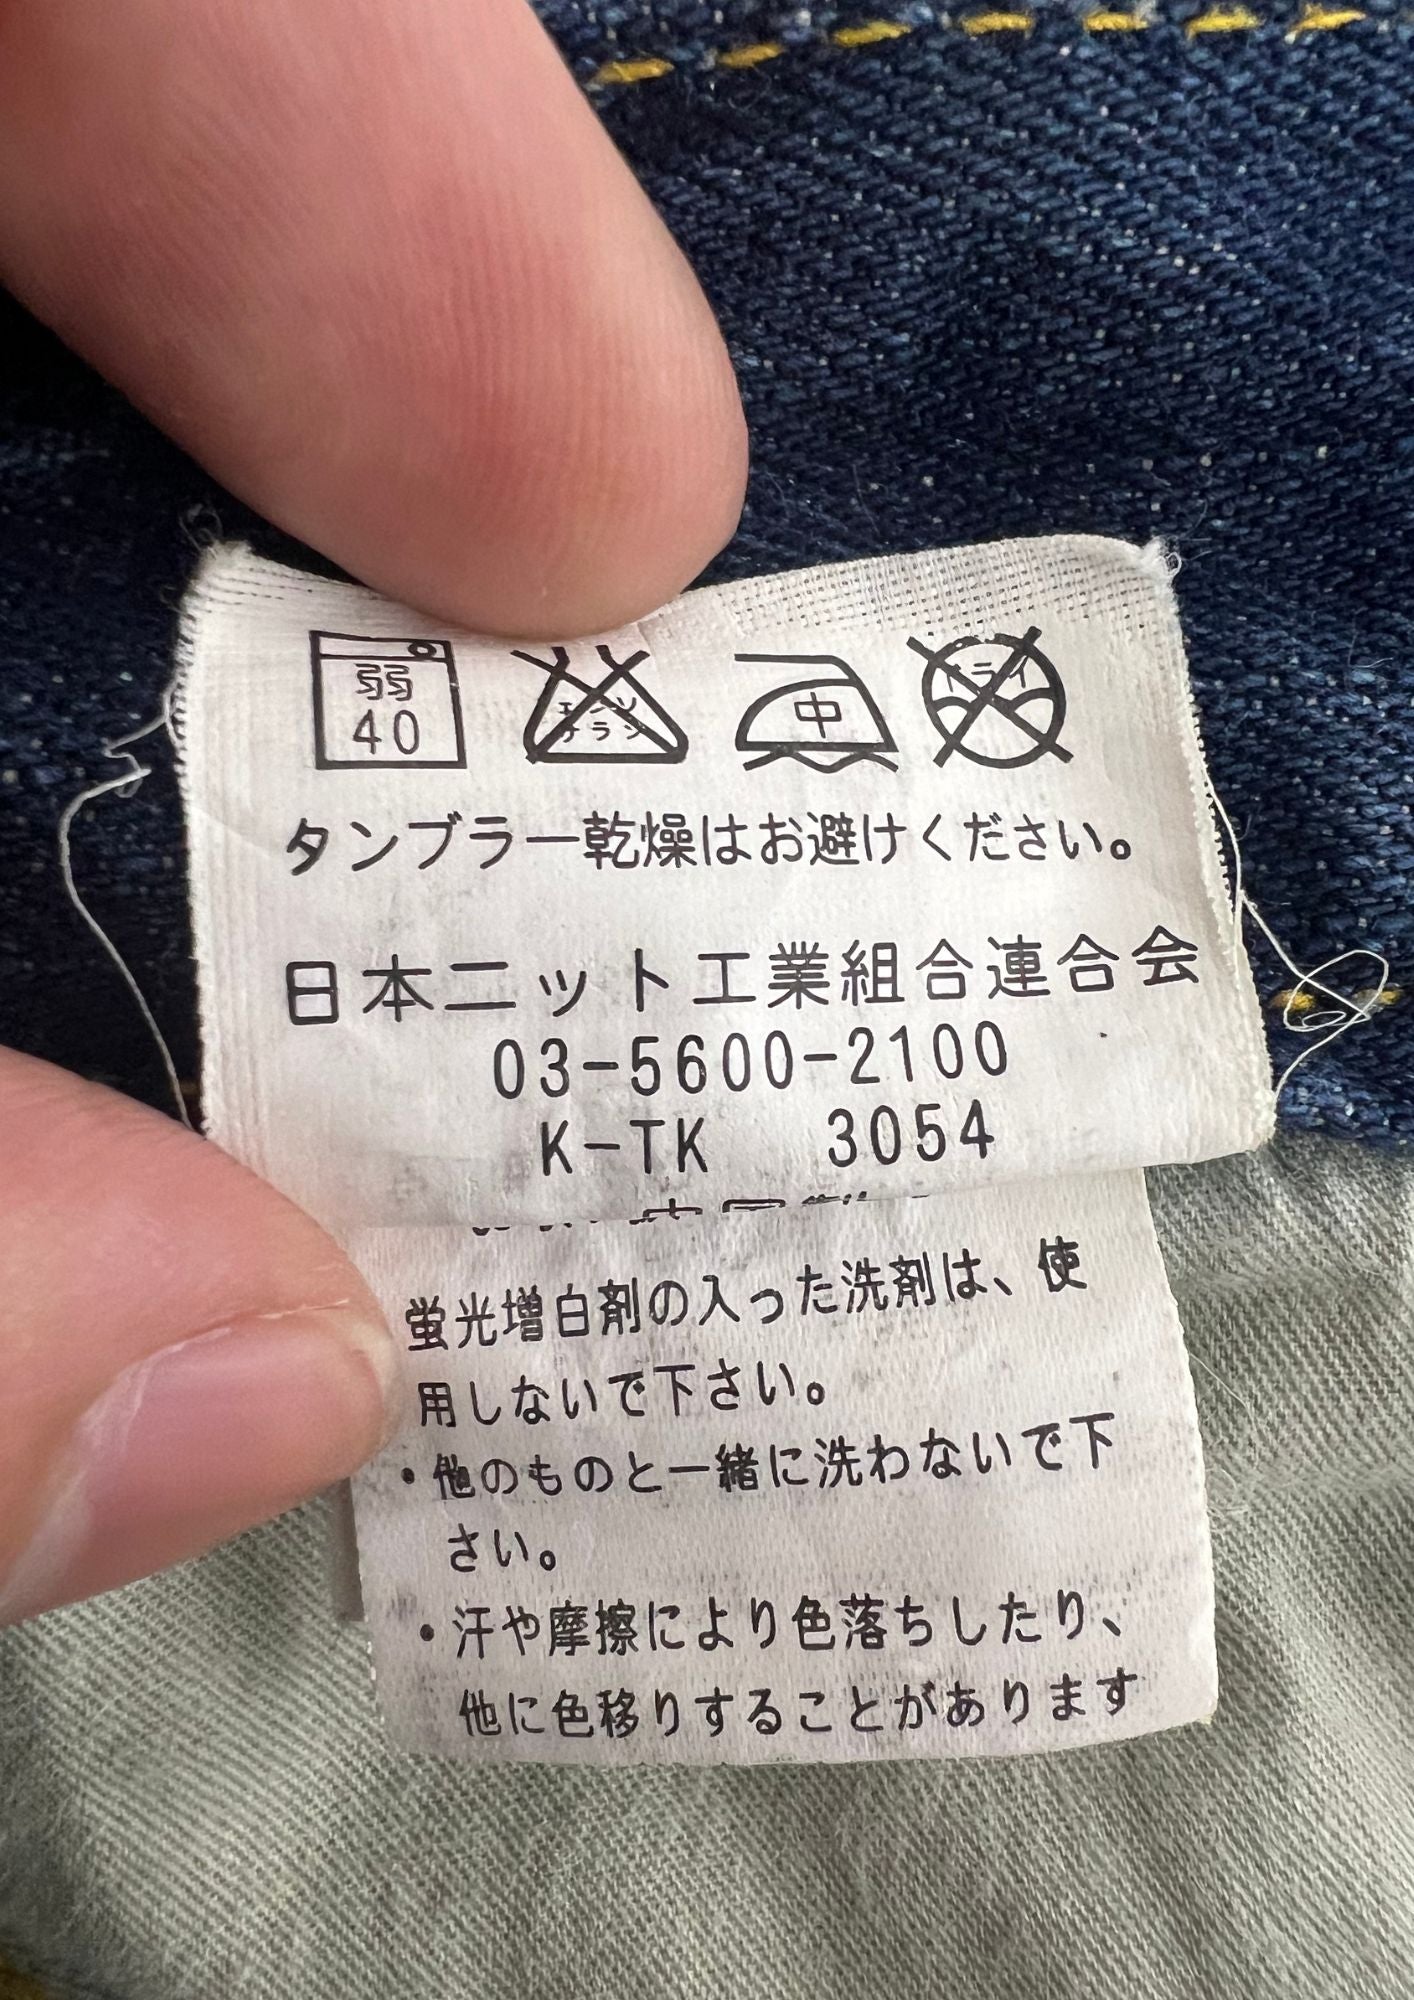 弱
40
エンソ
サラシ
中
ドライ
タンブラー乾燥はお避けください。
日本ニット工業組合連合会
03-5600-2100
K-TK 3054
蛍光増白剤の入った洗剤は、使
用しないで下さい。
・他のものと一緒に洗わないで下
さい。
・汗や摩擦により色落ちしたり、
他に色移りすることがあります